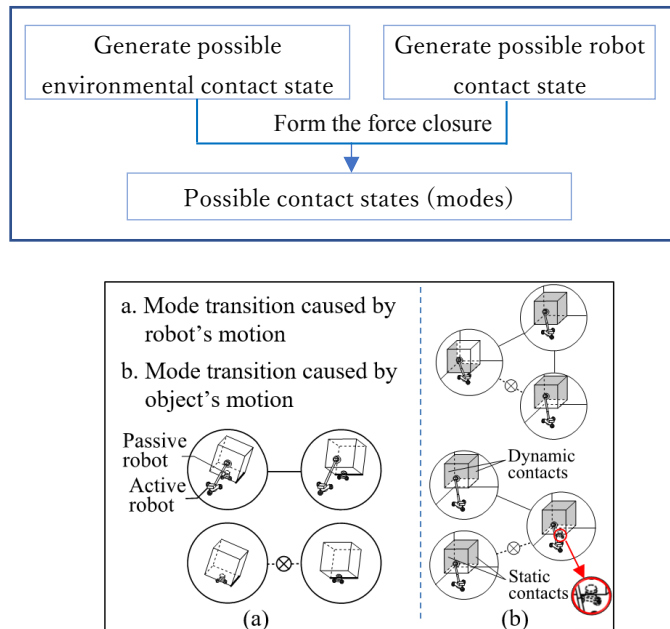 Generate possible
environmental contact state
Generate possible robot
contact state
Form the force closure
Possible contact states (modes)
a. Mode transition caused by
robot's motion
b. Mode transition caused by
object's motion
Passive
robot
Active
robot
(a)
Dynamic
contacts
Static
contacts
(b)